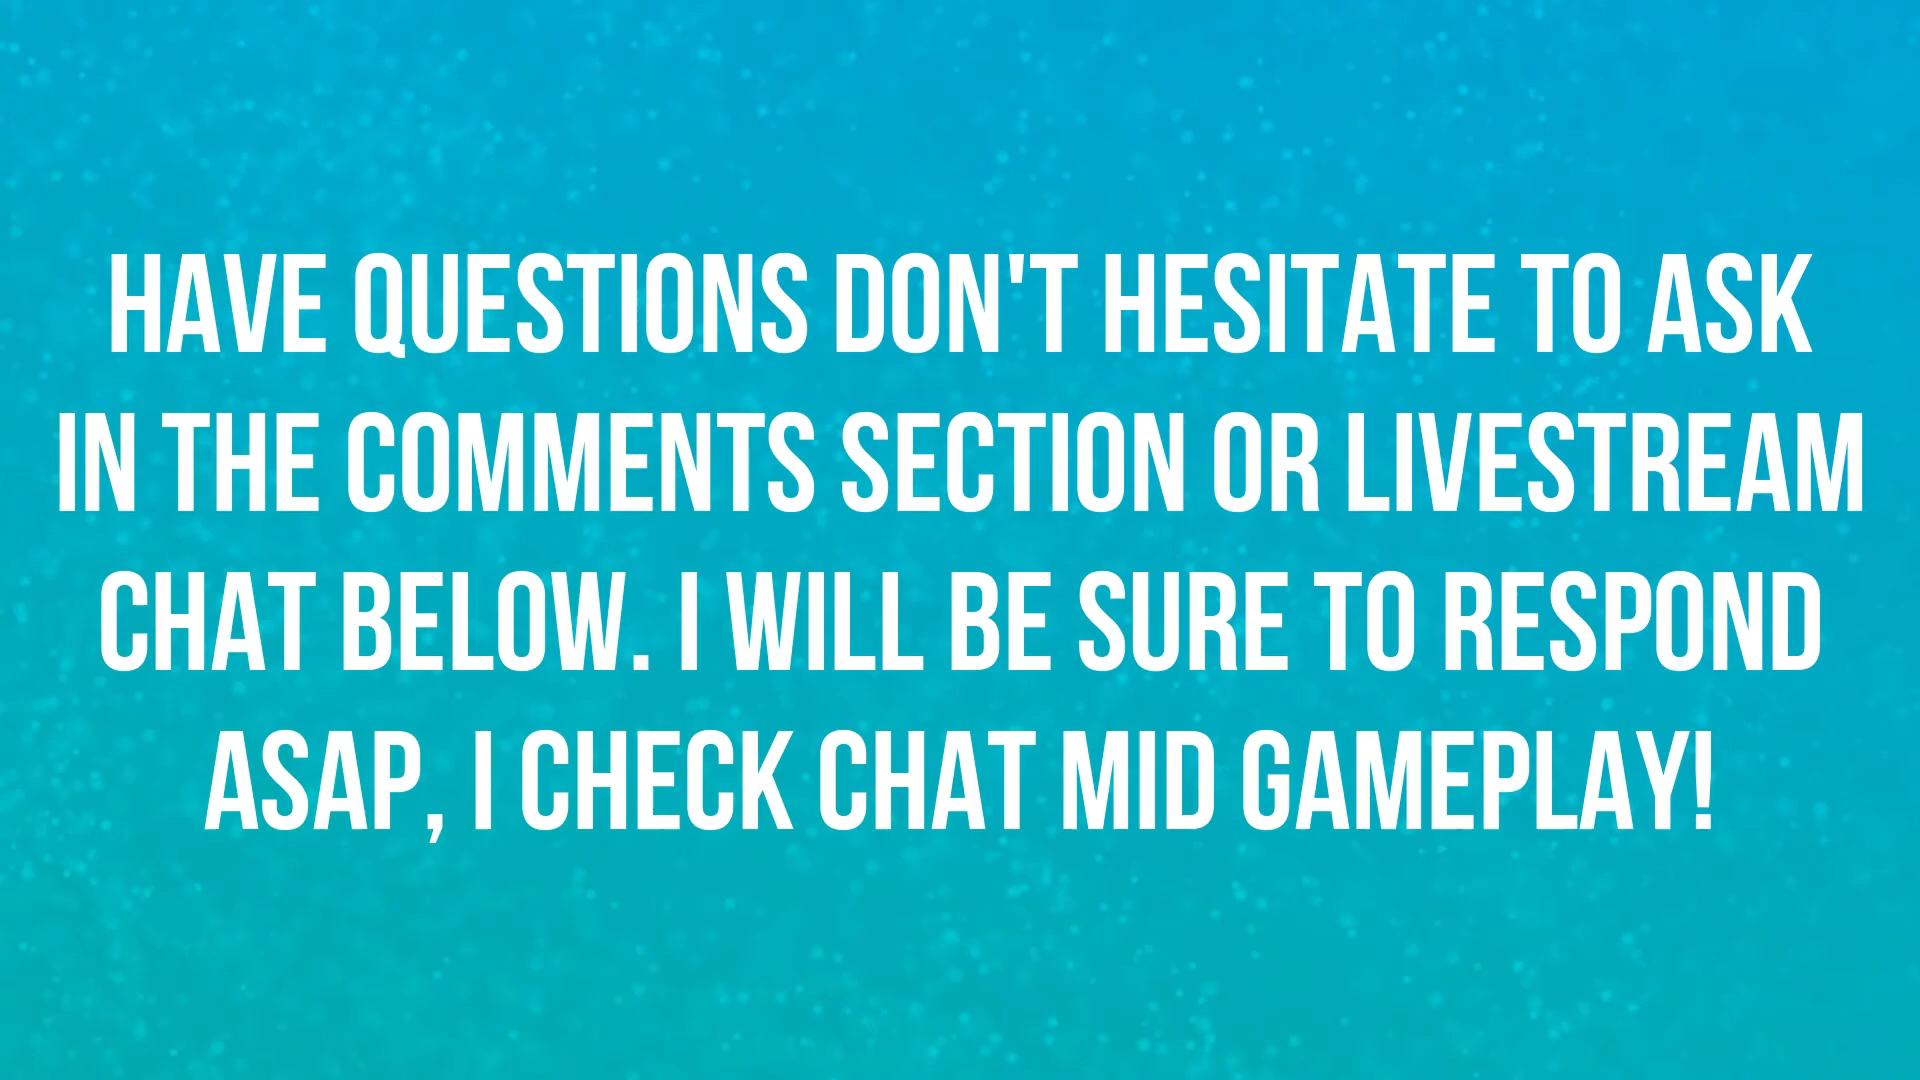 HAVE QUESTIONS DON'T HESITATE TO ASK
IN THE COMMENTS SECTION OR LIVESTREAM
CHAT BELOW. I WILL BE SURE TO RESPOND
ASAP, I CHECK CHAT MID GAMEPLAY!